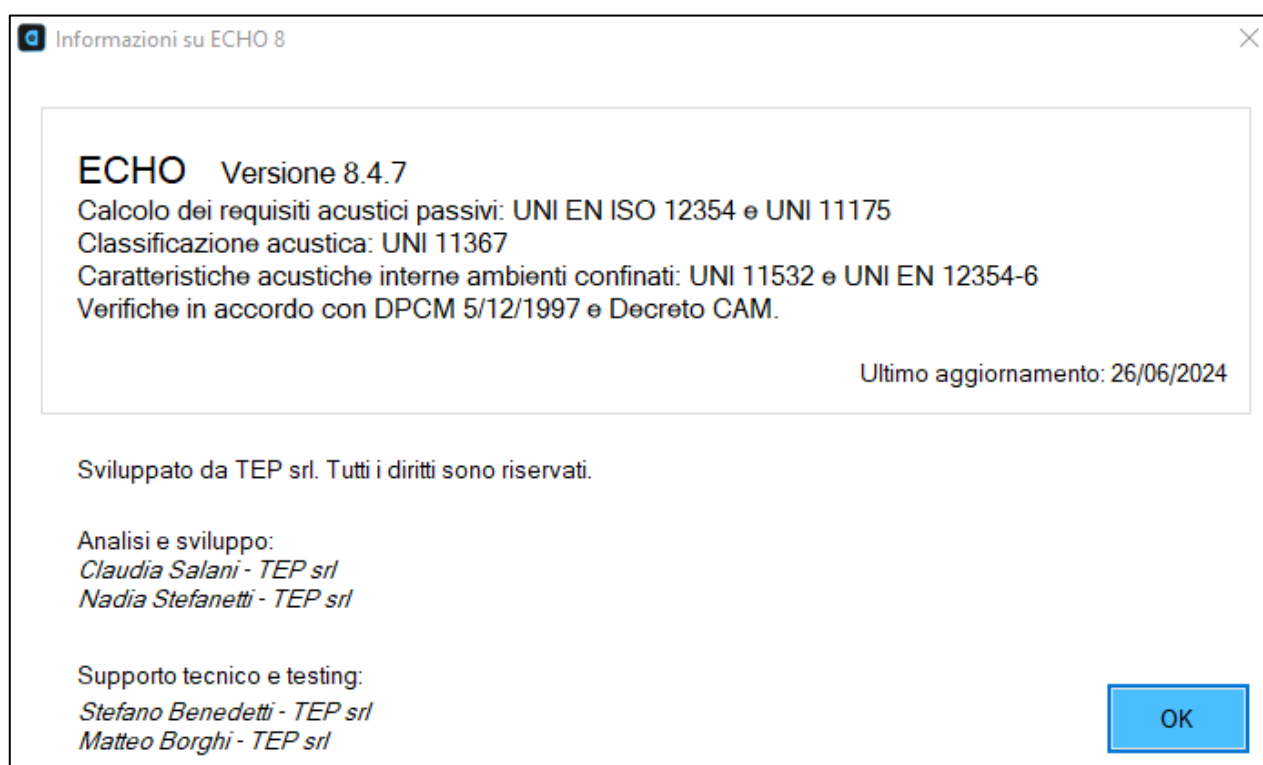 Informazioni su ECHO 8
ECHO Versione 8.4.7
Calcolo dei requisiti acustici passivi: UNI EN ISO 12354 e UNI 11175
Classificazione acustica: UNI 11367
Caratteristiche acustiche interne ambienti confinati: UNI 11532 e UNI EN 12354-6
Verifiche in accordo con DPCM 5/12/1997 e Decreto CAM.
Ultimo aggiornamento: 26/06/2024
Sviluppato da TEP srl. Tutti i diritti sono riservati.
Analisi e sviluppo:
Claudia Salani - TEP srl
Nadia Stefanetti - TEP srl
Supporto tecnico e testing:
Stefano Benedetti - TEP srl
Matteo Borghi - TEP srl
OK